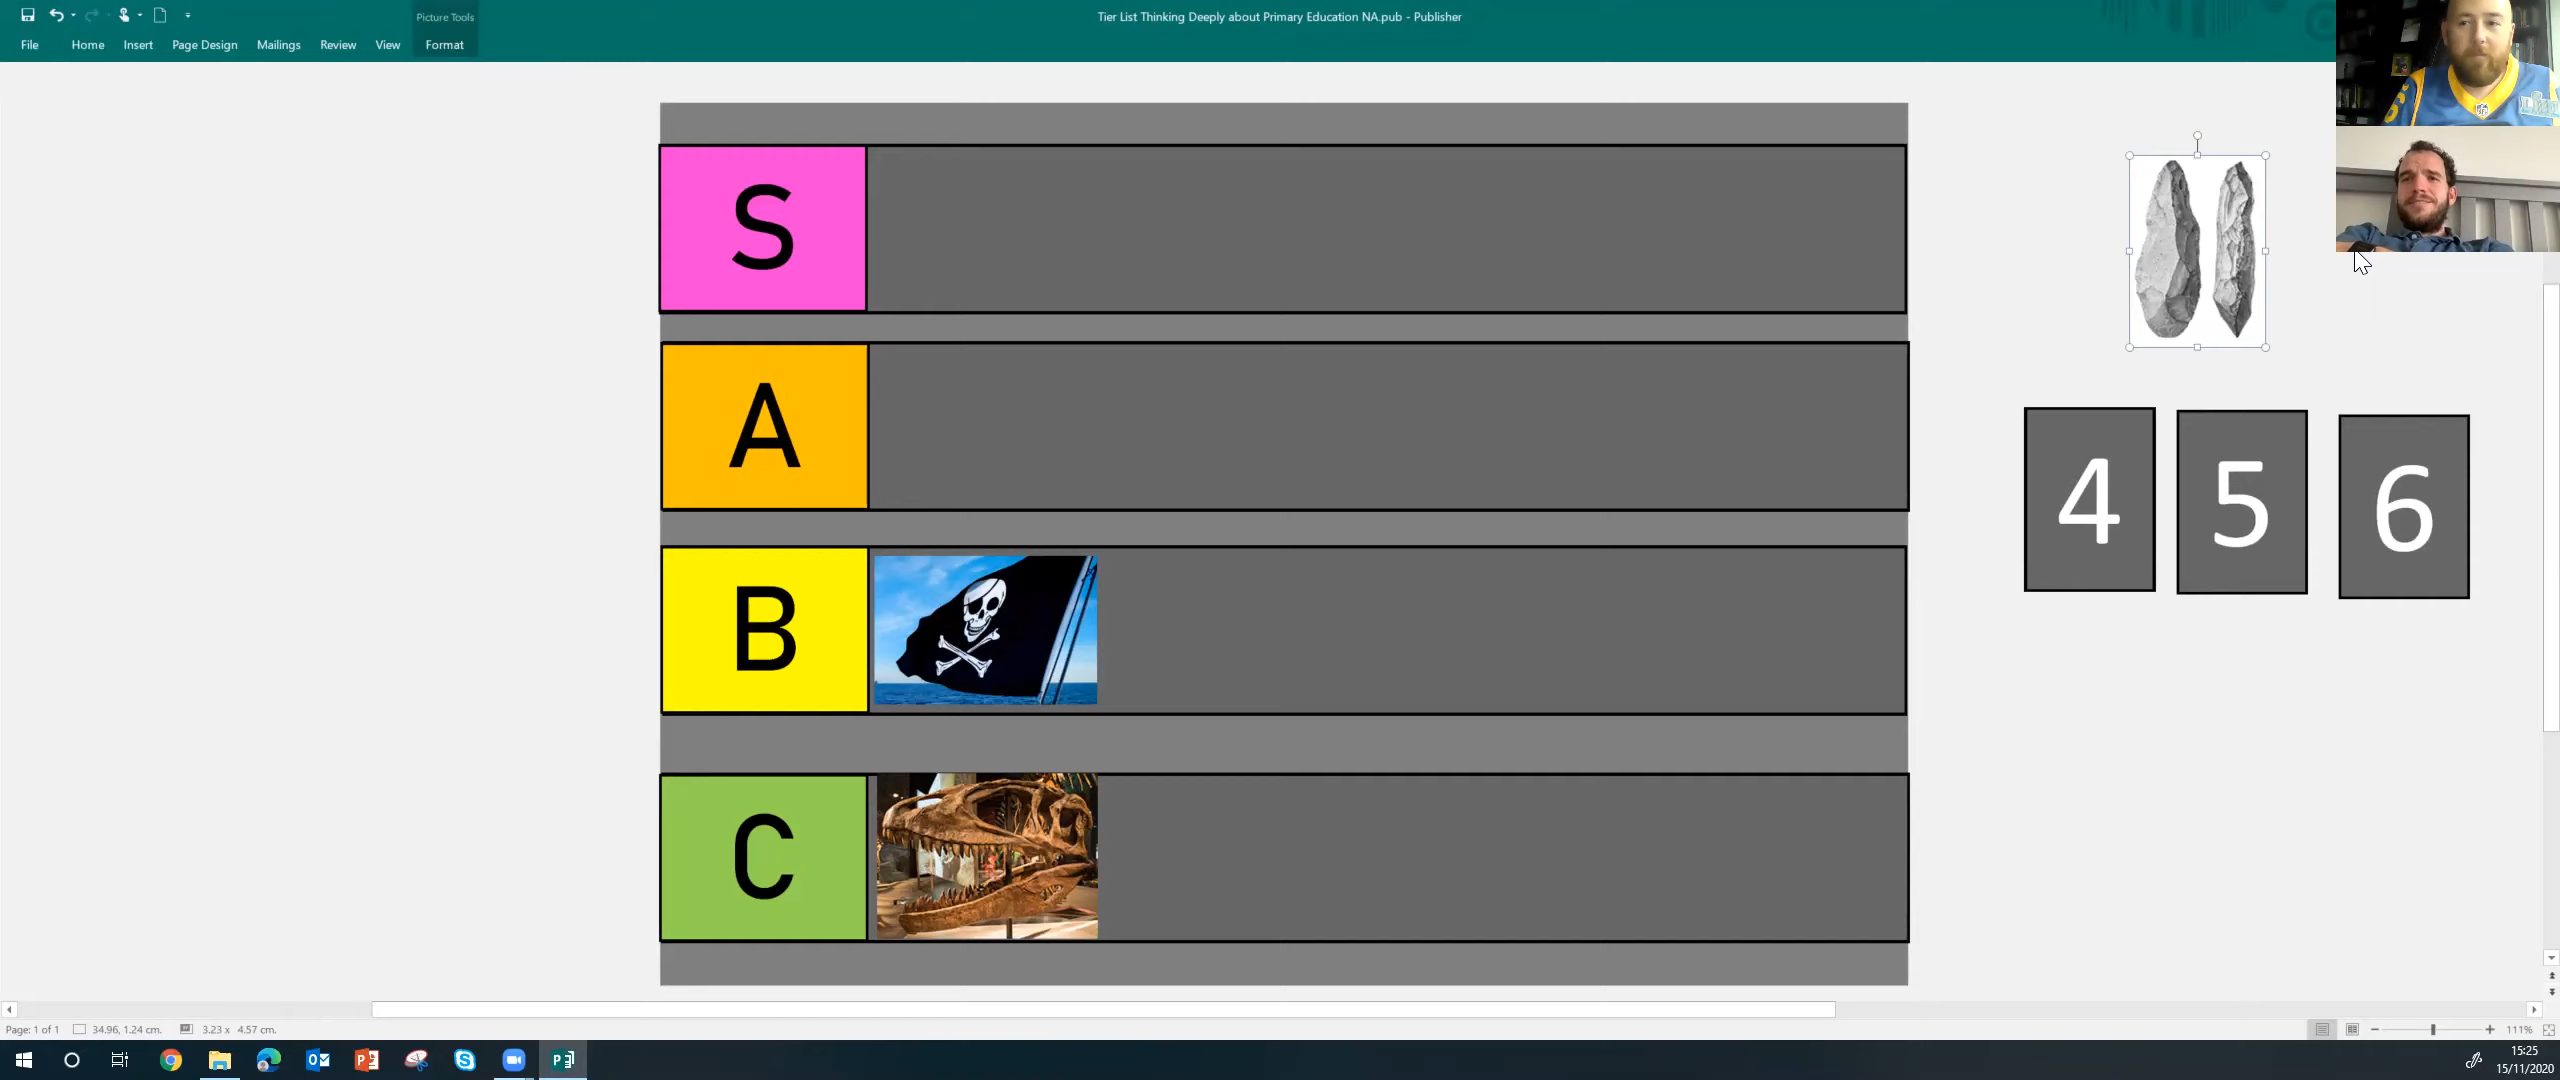 Picture Tools
Tier List Thinking Deeply about Primary Education NA.pub - Publisher
File Home Insert Page Design Mailings Review View Format
S
A
B
C
4 5 6
Page: 1 of 1 34.96, 1.24 cm. 3.23 x 4.57 cm. 111%
15:25
15/11/2020